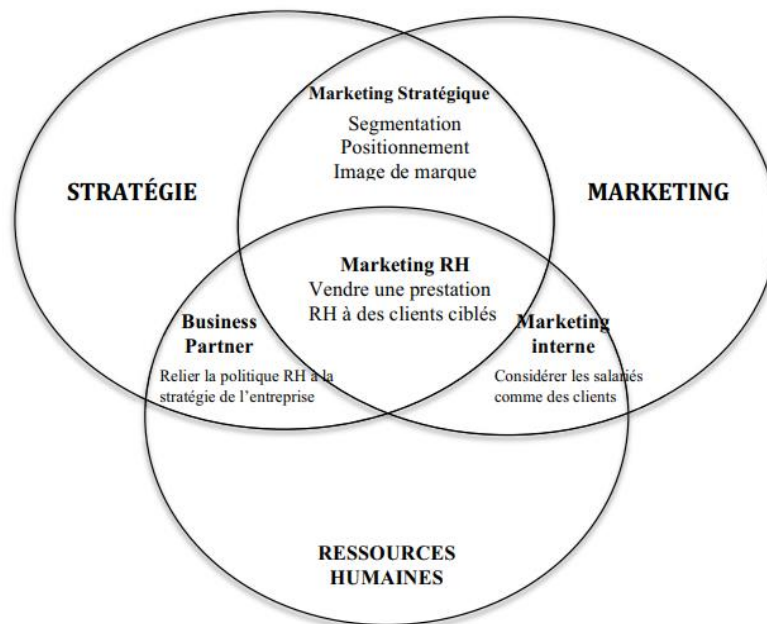 Marketing Stratégique
Segmentation
Positionnement
Image de marque
STRATÉGIE
MARKETING
Marketing RH
Vendre une prestation
RH à des clients ciblés
Business
Partner
Relier la politique RH à la
stratégie de l’entreprise
Marketing
interne
Considérer les salariés
comme des clients
RESSOURCES
HUMAINES